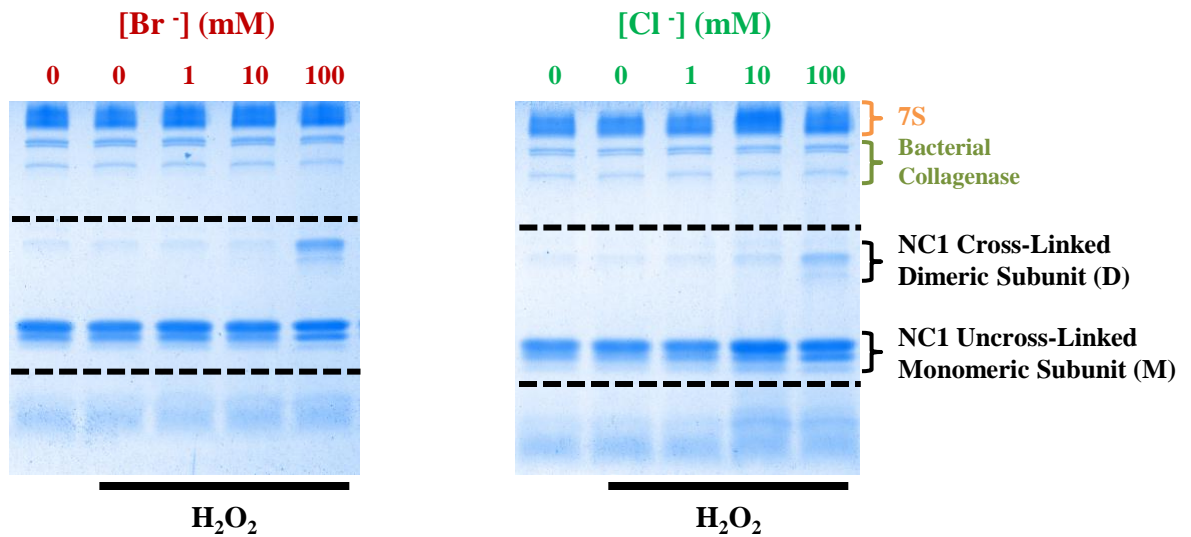 [Br ⁻] (mM)
0 0 1 10 100
H₂O₂
[Cl ⁻] (mM)
0 0 1 10 100
7S
Bacterial
Collagenase
NC1 Cross-Linked
Dimeric Subunit (D)
NC1 Uncross-Linked
Monomeric Subunit (M)
H₂O₂